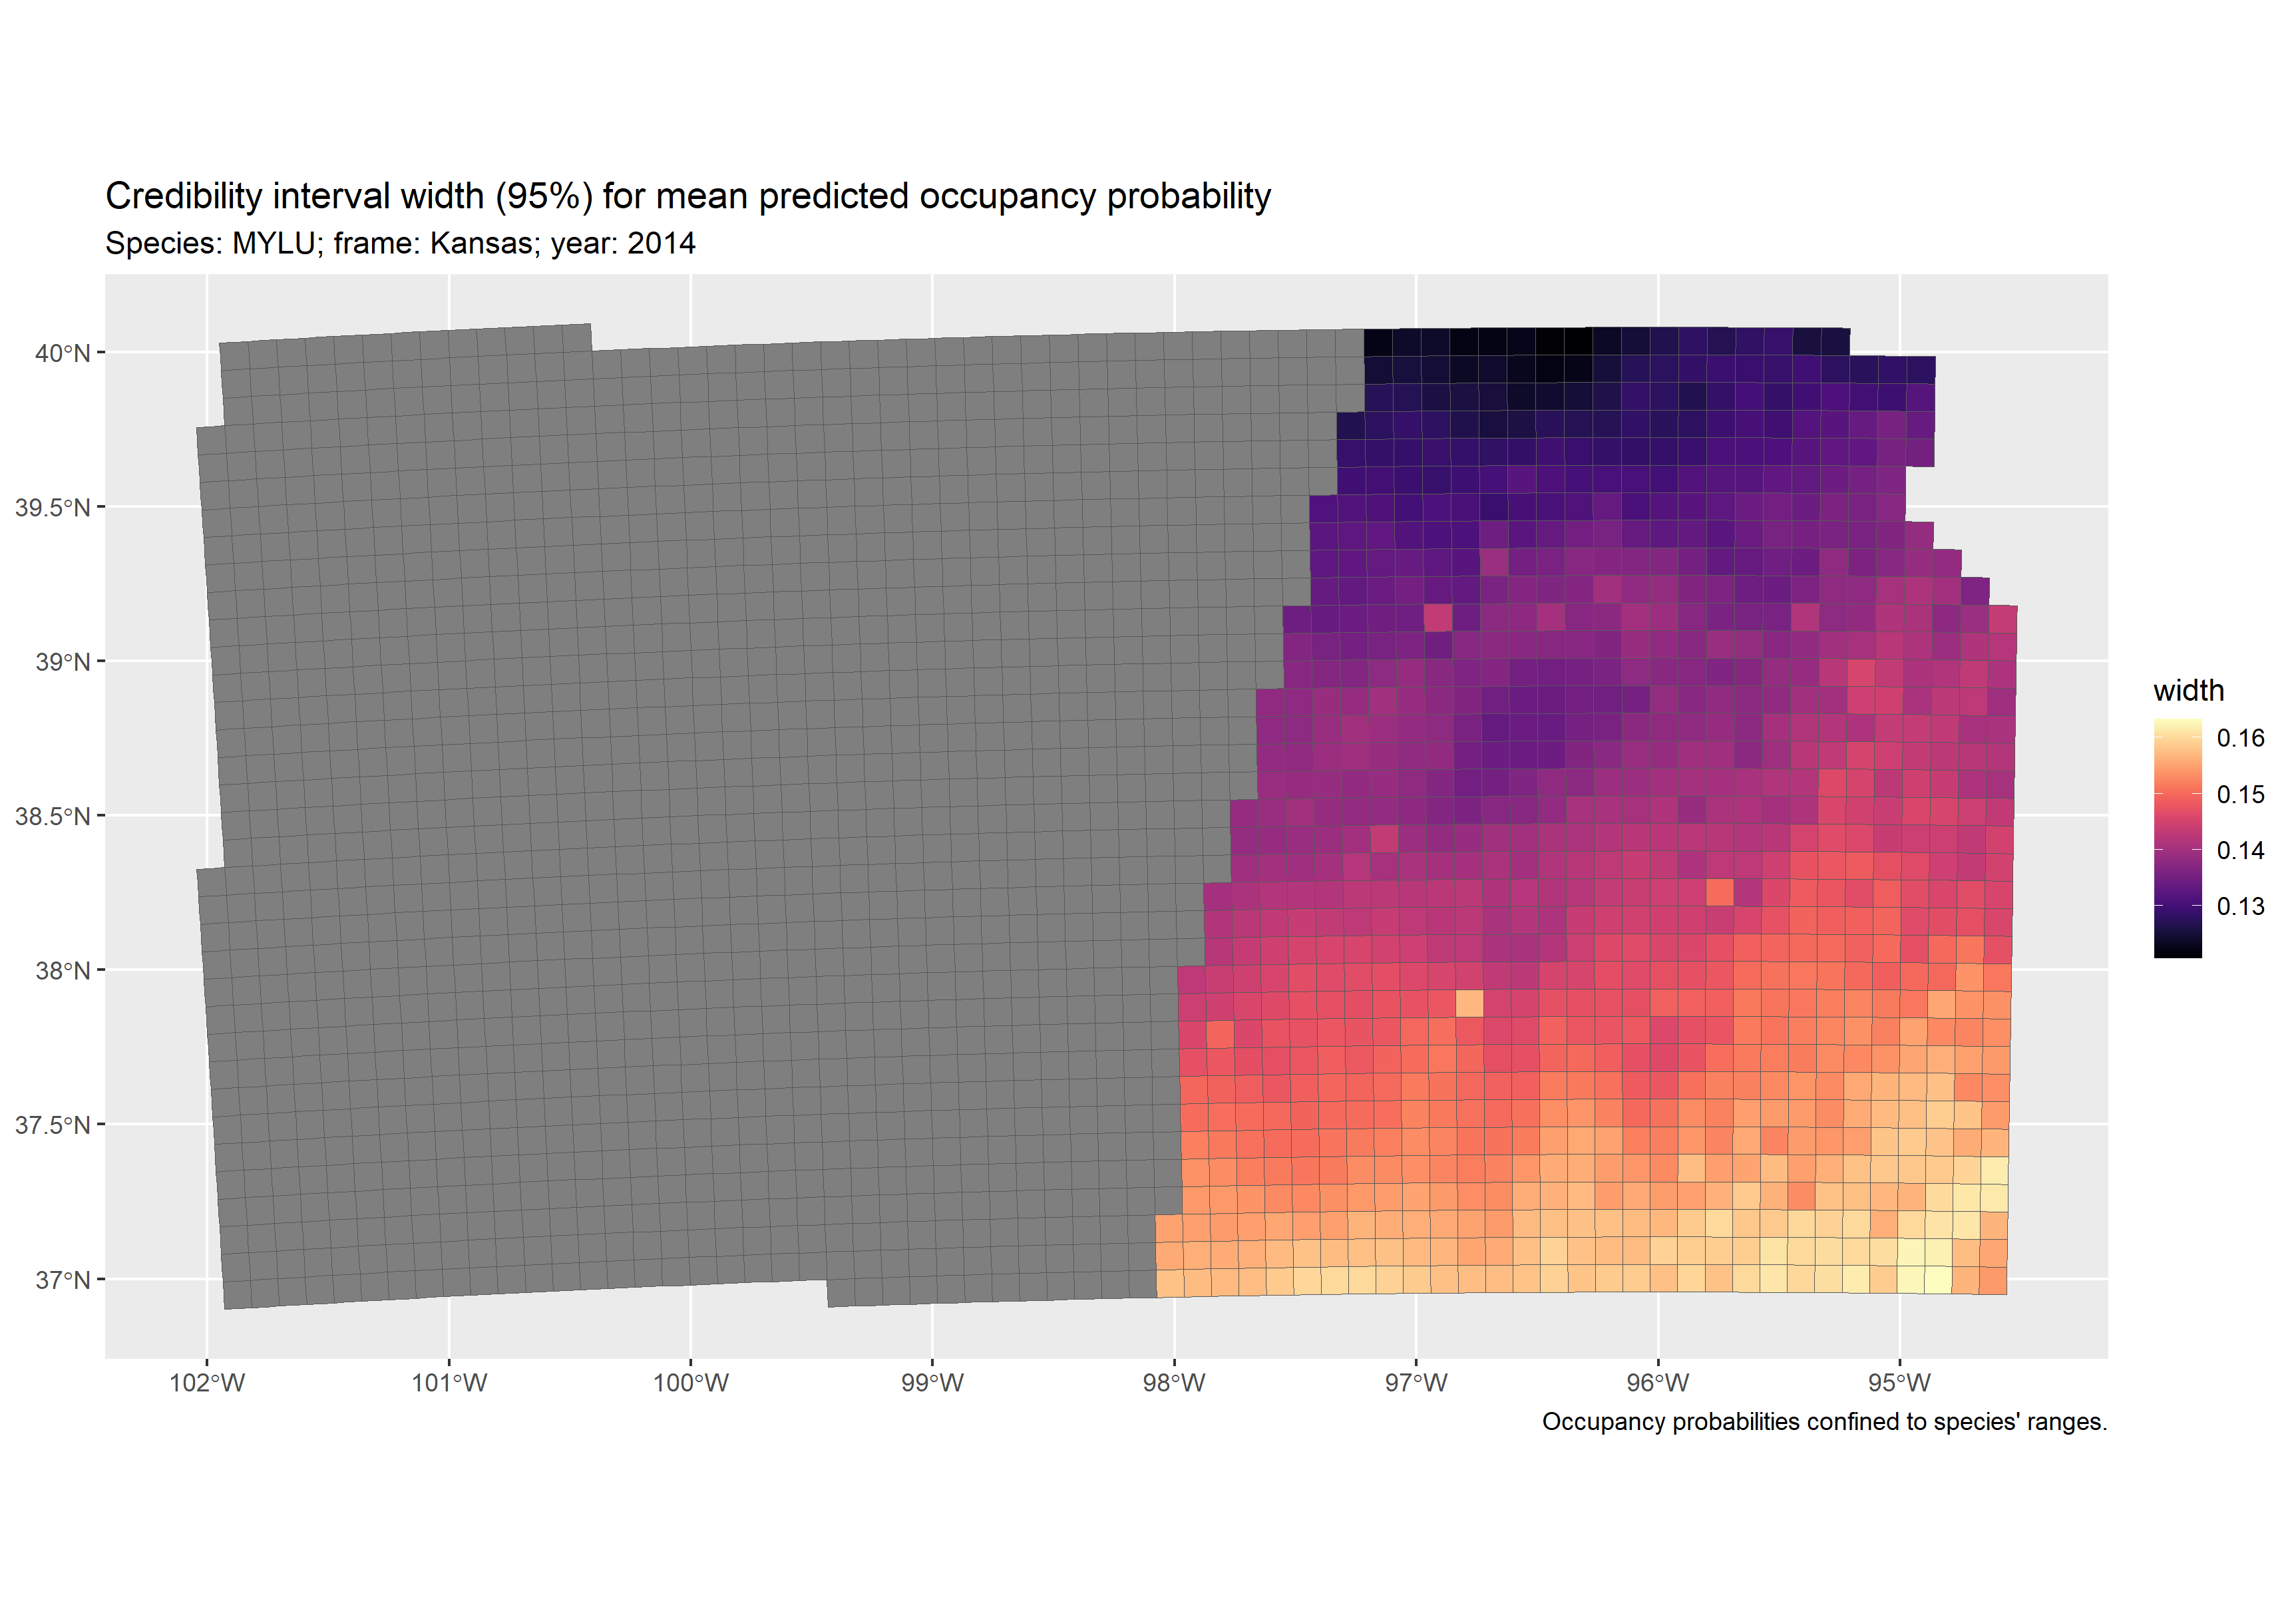 Credibility interval width (95%) for mean predicted occupancy probability
Species: MYLU; frame: Kansas; year: 2014
40°N
39.5°N
39°N
38.5°N
38°N
37.5°N
37°N
102°W 101°W 100°W 99°W 98°W 97°W 96°W 95°W
width
0.16
0.15
0.14
0.13
Occupancy probabilities confined to species' ranges.